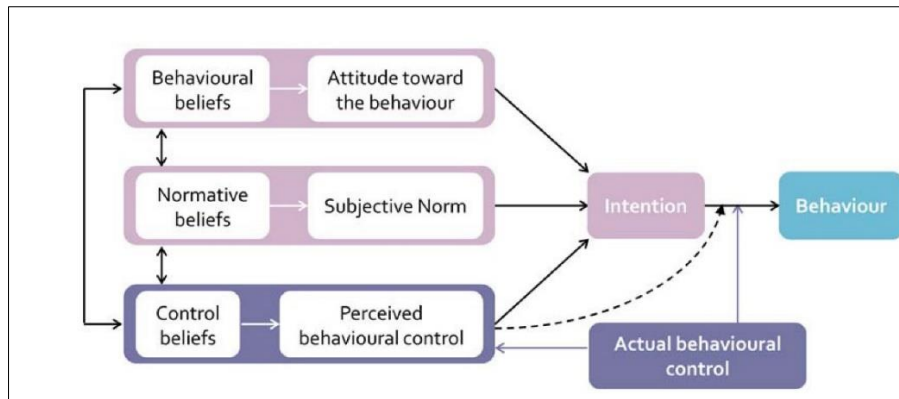 Behavioural
beliefs
Attitude toward
the behaviour
Normative
beliefs
Subjective Norm
Intention
Behaviour
Control
beliefs
Perceived
behavioural control
Actual behavioural
control